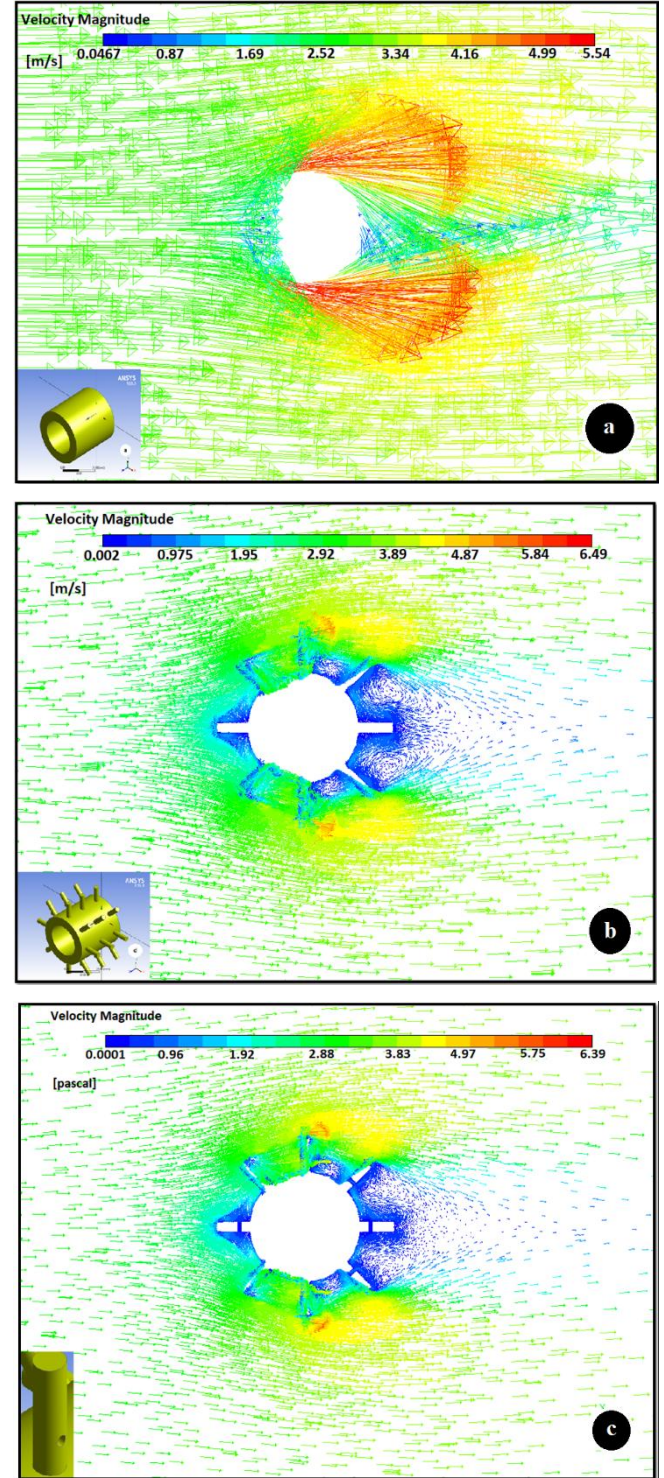 Velocity Magnitude
[m/s]
0.0467 0.87 1.69 2.52 3.34 4.16 4.99 5.54
ANSYS
a
Velocity Magnitude
0.002 0.975 1.95 2.92 3.89 4.87 5.84 6.49
[m/s]
ANSYS
b
Velocity Magnitude
0.0001 0.96 1.92 2.88 3.83 4.97 5.75 6.39
[pascal]
c